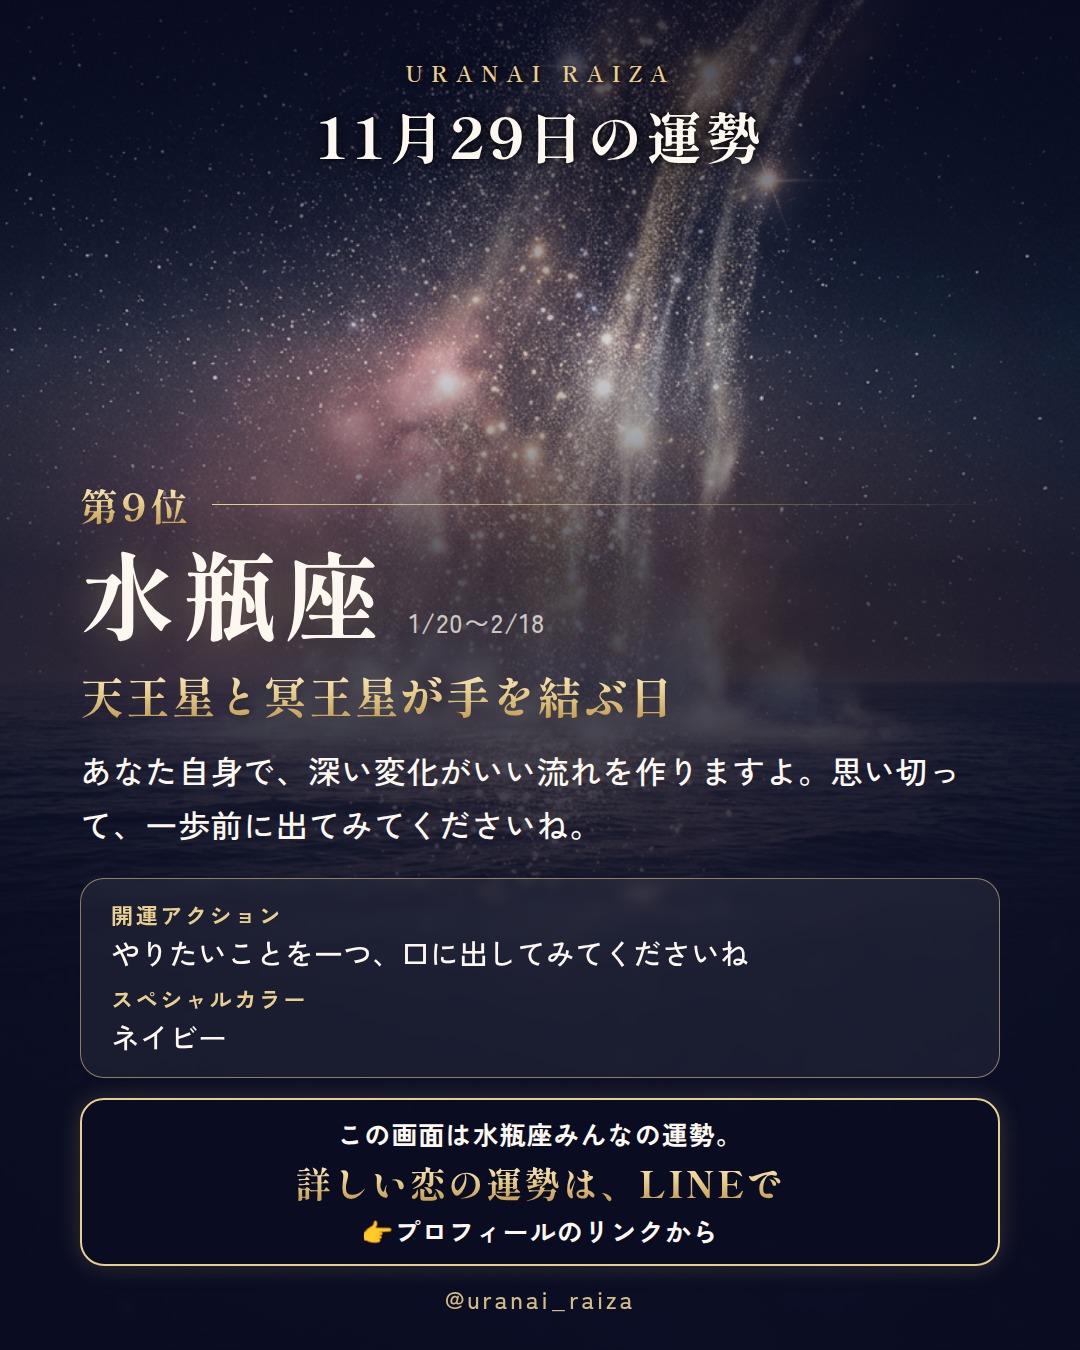 URANAI RAIZA
11月29日の運勢
第9位
水瓶座 1/20〜2/18
天王星と冥王星が手を結ぶ日
あなた自身で、深い変化がいい流れを作りますよ。思い切っ
て、一歩前に出てみてくださいね。
開運アクション
やりたいことを一つ、口に出してみてくださいね
スペシャルカラー
ネイビー
この画面は水瓶座みんなの運勢。
詳しい恋の運勢は、LINEで
👉プロフィールのリンクから
@uranai_raiza